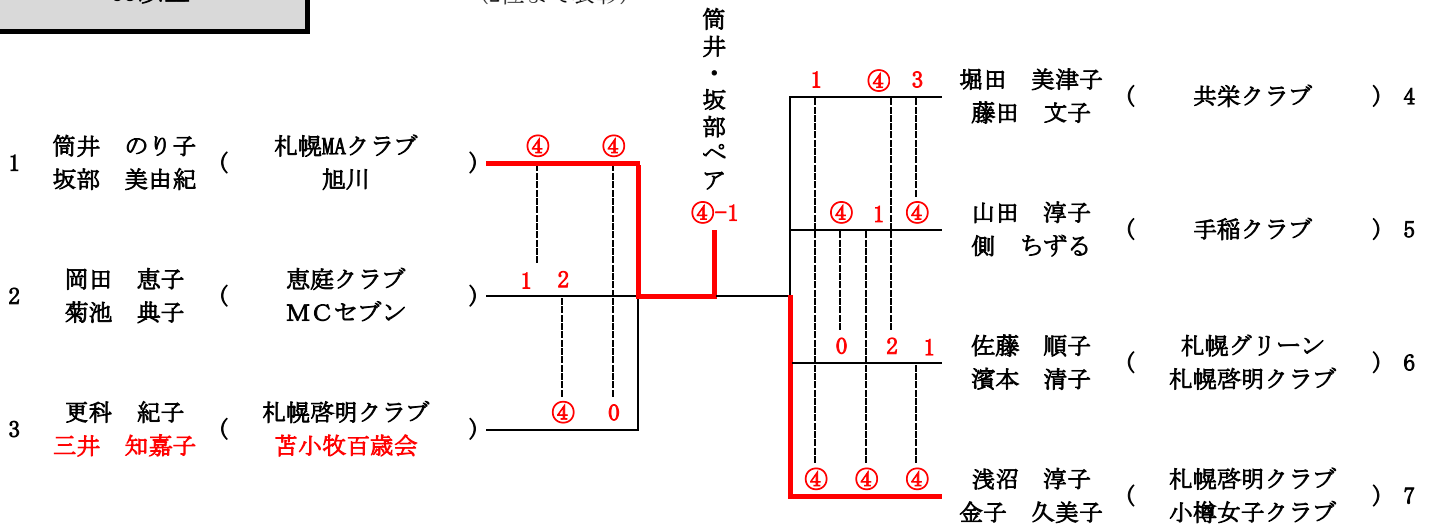 筒井・坂部ペア
④-1
1 筒井 のり子 ( 札幌MAクラブ ) ④ ④
坂部 美由紀 旭川
2 岡田 恵子 ( 恵庭クラブ ) 1 2
菊池 典子 MCセブン
3 更科 紀子 ( 札幌啓明クラブ ) ④ 0
三井 知嘉子 苫小牧百歳会
1 ④ 3 堀田 美津子 ( 共栄クラブ ) 4
藤田 文子
④ 1 ④ 山田 淳子 ( 手稲クラブ ) 5
側 ちずる
0 2 1 佐藤 順子 ( 札幌グリーン ) 6
濱本 清子 札幌啓明クラブ
④ ④ ④ 浅沼 淳子 ( 札幌啓明クラブ ) 7
金子 久美子 小樽女子クラブ